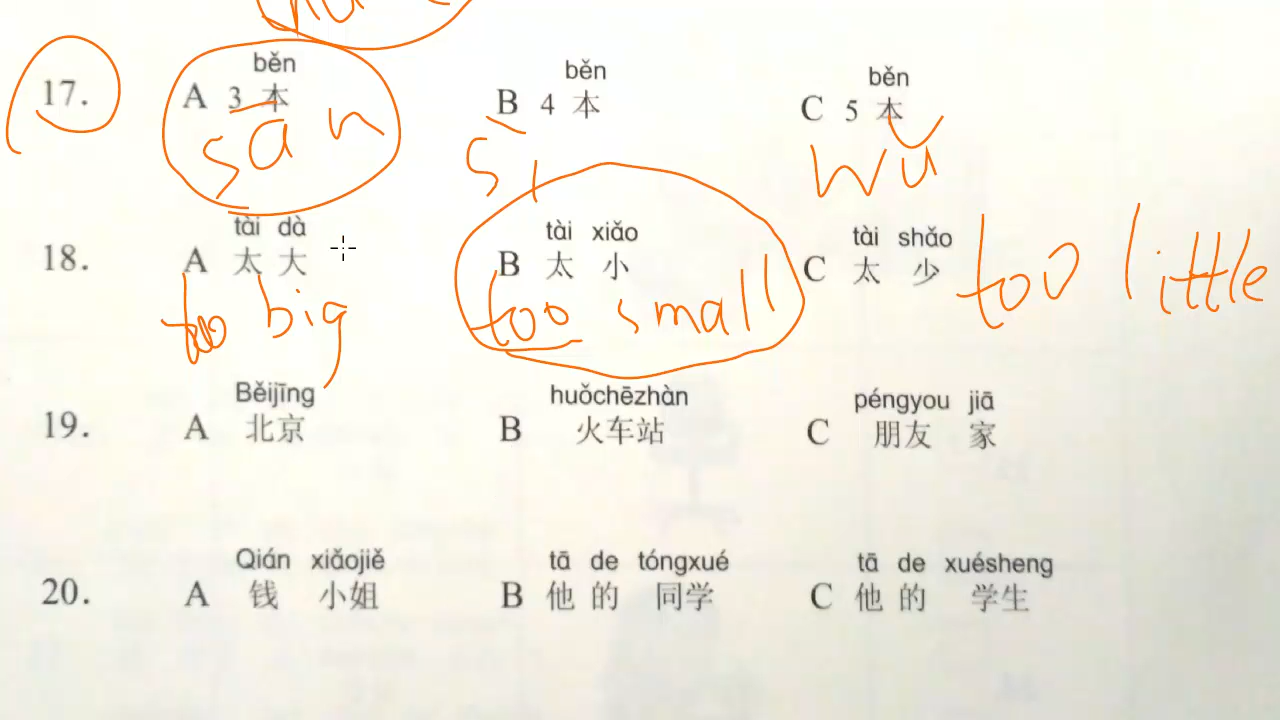 běn běn běn
17. A 3 本 B 4 本 C 5 本
san si wǔ
tài dà tài xiǎo tài shǎo
18. A 太 大 B 太 小 C 太 少 too little
too big too small
Běijīng huǒchēzhàn péngyou jiā
19. A 北京 B 火车站 C 朋友 家
Qián xiǎojiě tā de tóngxué tā de xuésheng
20. A 钱 小姐 B 他 的 同学 C 他 的 学生